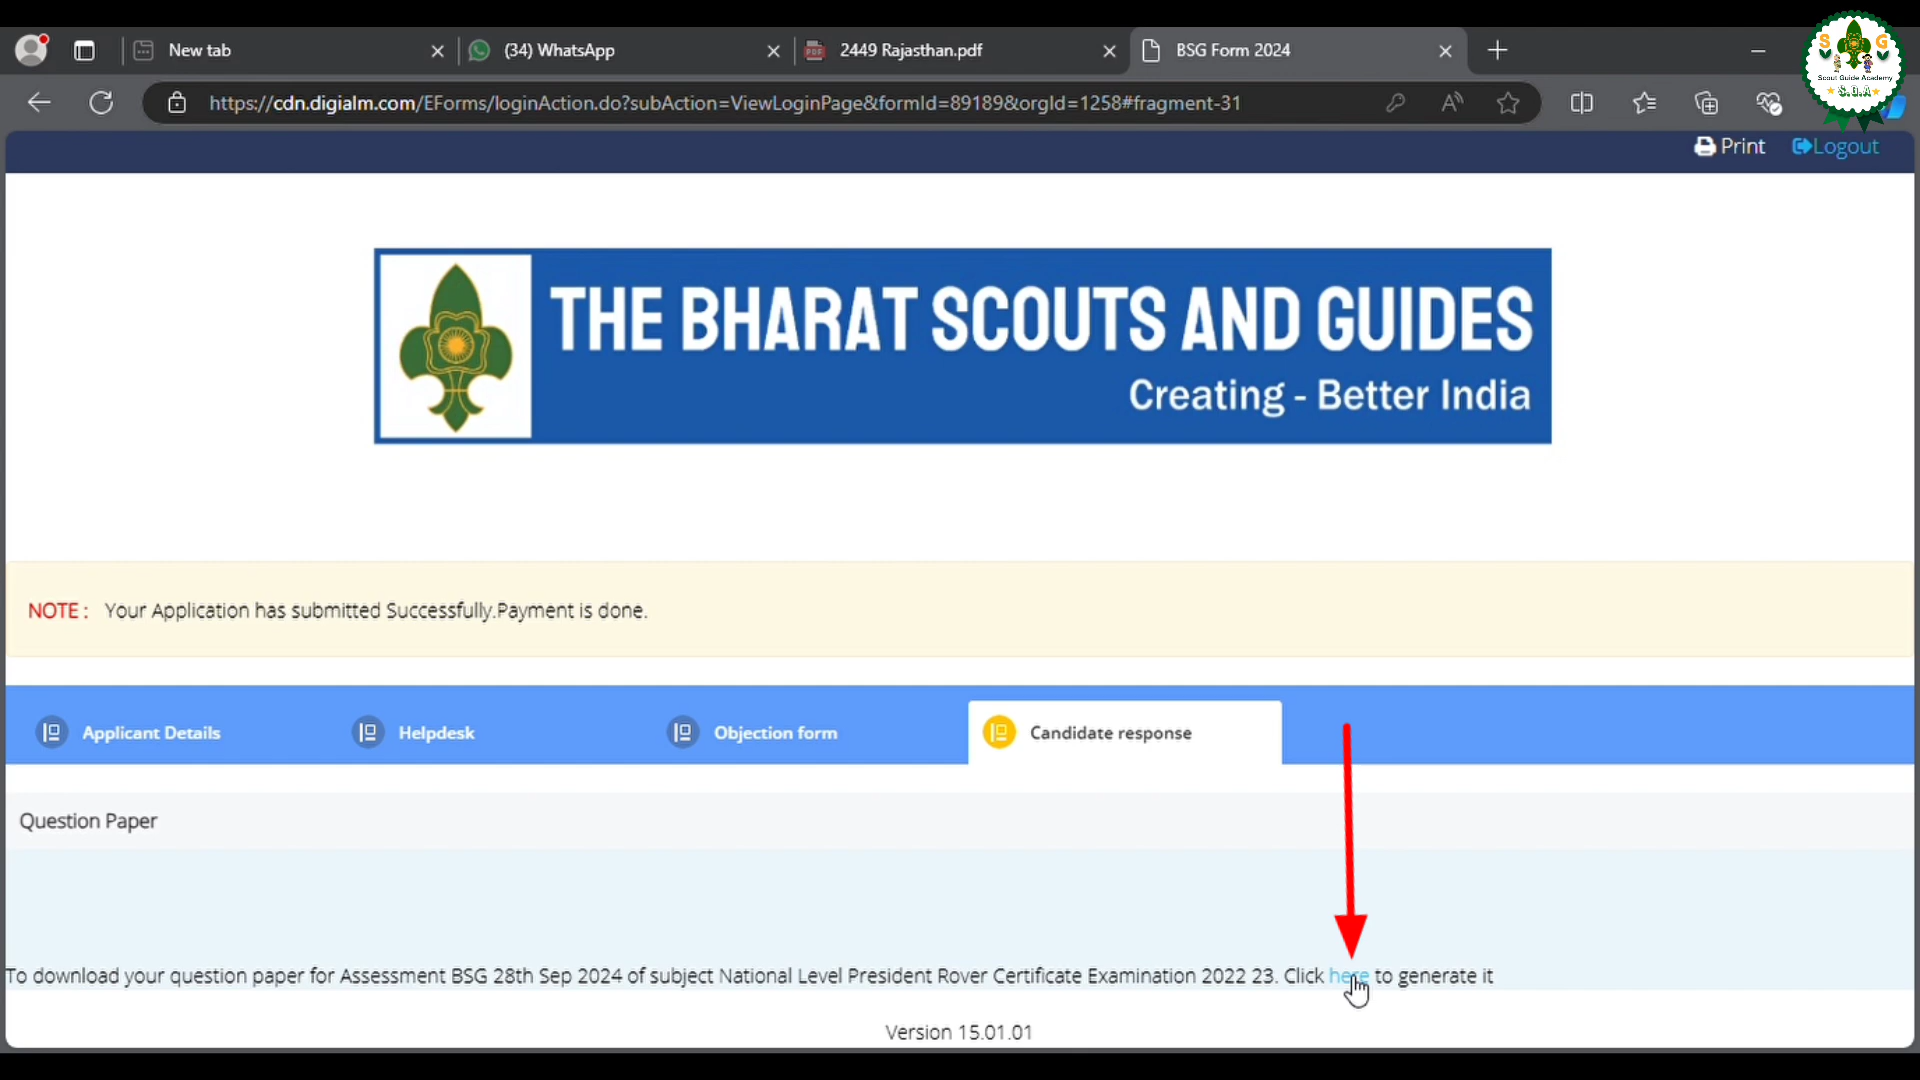 New tab
(34) WhatsApp
2449 Rajasthan.pdf
BSG Form 2024
https://cdn.digialm.com/EForms/loginAction.do?subAction=ViewLoginPage&formId=89189&orgId=1258#fragment-31
S G
Scout Guide Academy
S.G.A
Print
Logout
THE BHARAT SCOUTS AND GUIDES
Creating - Better India
NOTE : Your Application has submitted Successfully.Payment is done.
Applicant Details
Helpdesk
Objection form
Candidate response
Question Paper
To download your question paper for Assessment BSG 28th Sep 2024 of subject National Level President Rover Certificate Examination 2022 23. Click here to generate it
Version 15.01.01